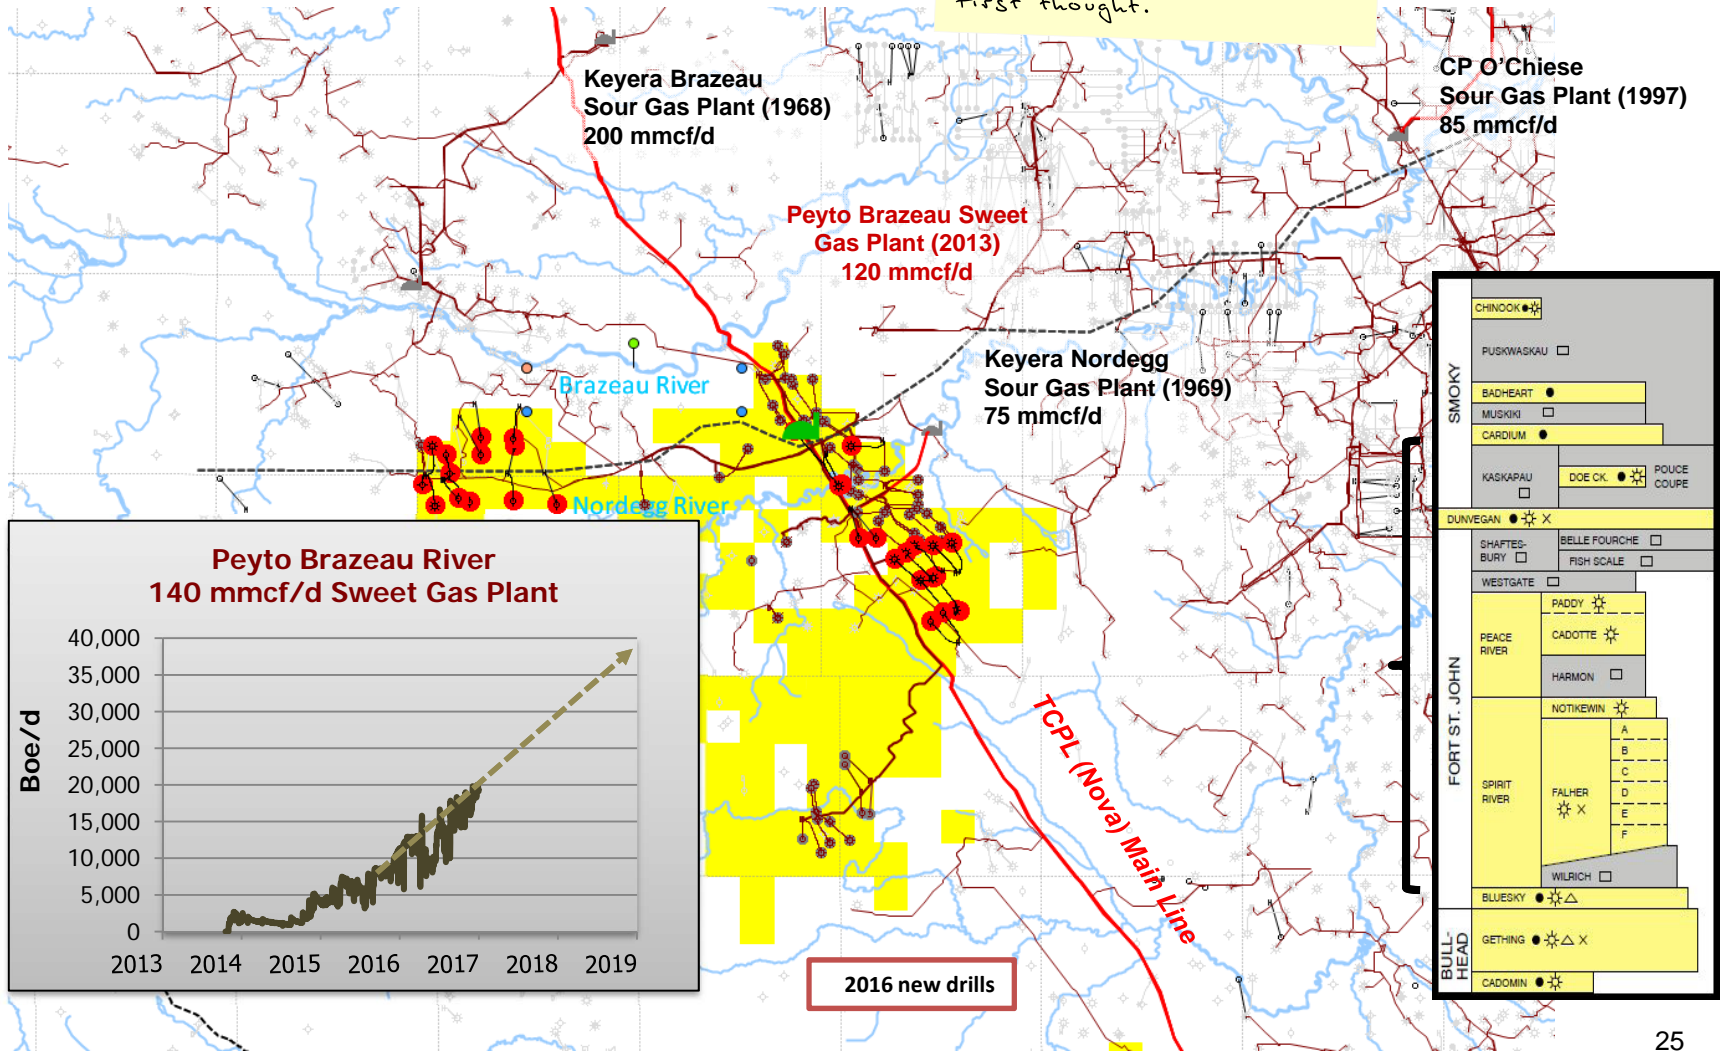 first thought.
Keyera Brazeau
Sour Gas Plant (1968)
200 mmcf/d
CP O'Chiese
Sour Gas Plant (1997)
85 mmcf/d
Peyto Brazeau Sweet
Gas Plant (2013)
120 mmcf/d
Keyera Nordegg
Sour Gas Plant (1969)
75 mmcf/d
Brazeau River
Nordegg River
TCPL (Nova) Main Line
2016 new drills
Peyto Brazeau River
140 mmcf/d Sweet Gas Plant
Boe/d
40,000
35,000
30,000
25,000
20,000
15,000
10,000
5,000
0
2013 2014 2015 2016 2017 2018 2019
SMOKY
CHINOOK
PUSKWASKAU
BADHEART
MUSKIKI
CARDIUM
KASKAPAU
DOE CK.
POUCE
COUPE
DUNVEGAN
FORT ST. JOHN
SHAFTES-
BURY
BELLE FOURCHE
FISH SCALE
WESTGATE
PEACE
RIVER
PADDY
CADOTTE
HARMON
SPIRIT
RIVER
NOTIKEWIN
FALHER
A
B
C
D
E
F
WILRICH
BLUESKY
BULL-
HEAD
GETHING
CADOMIN
25